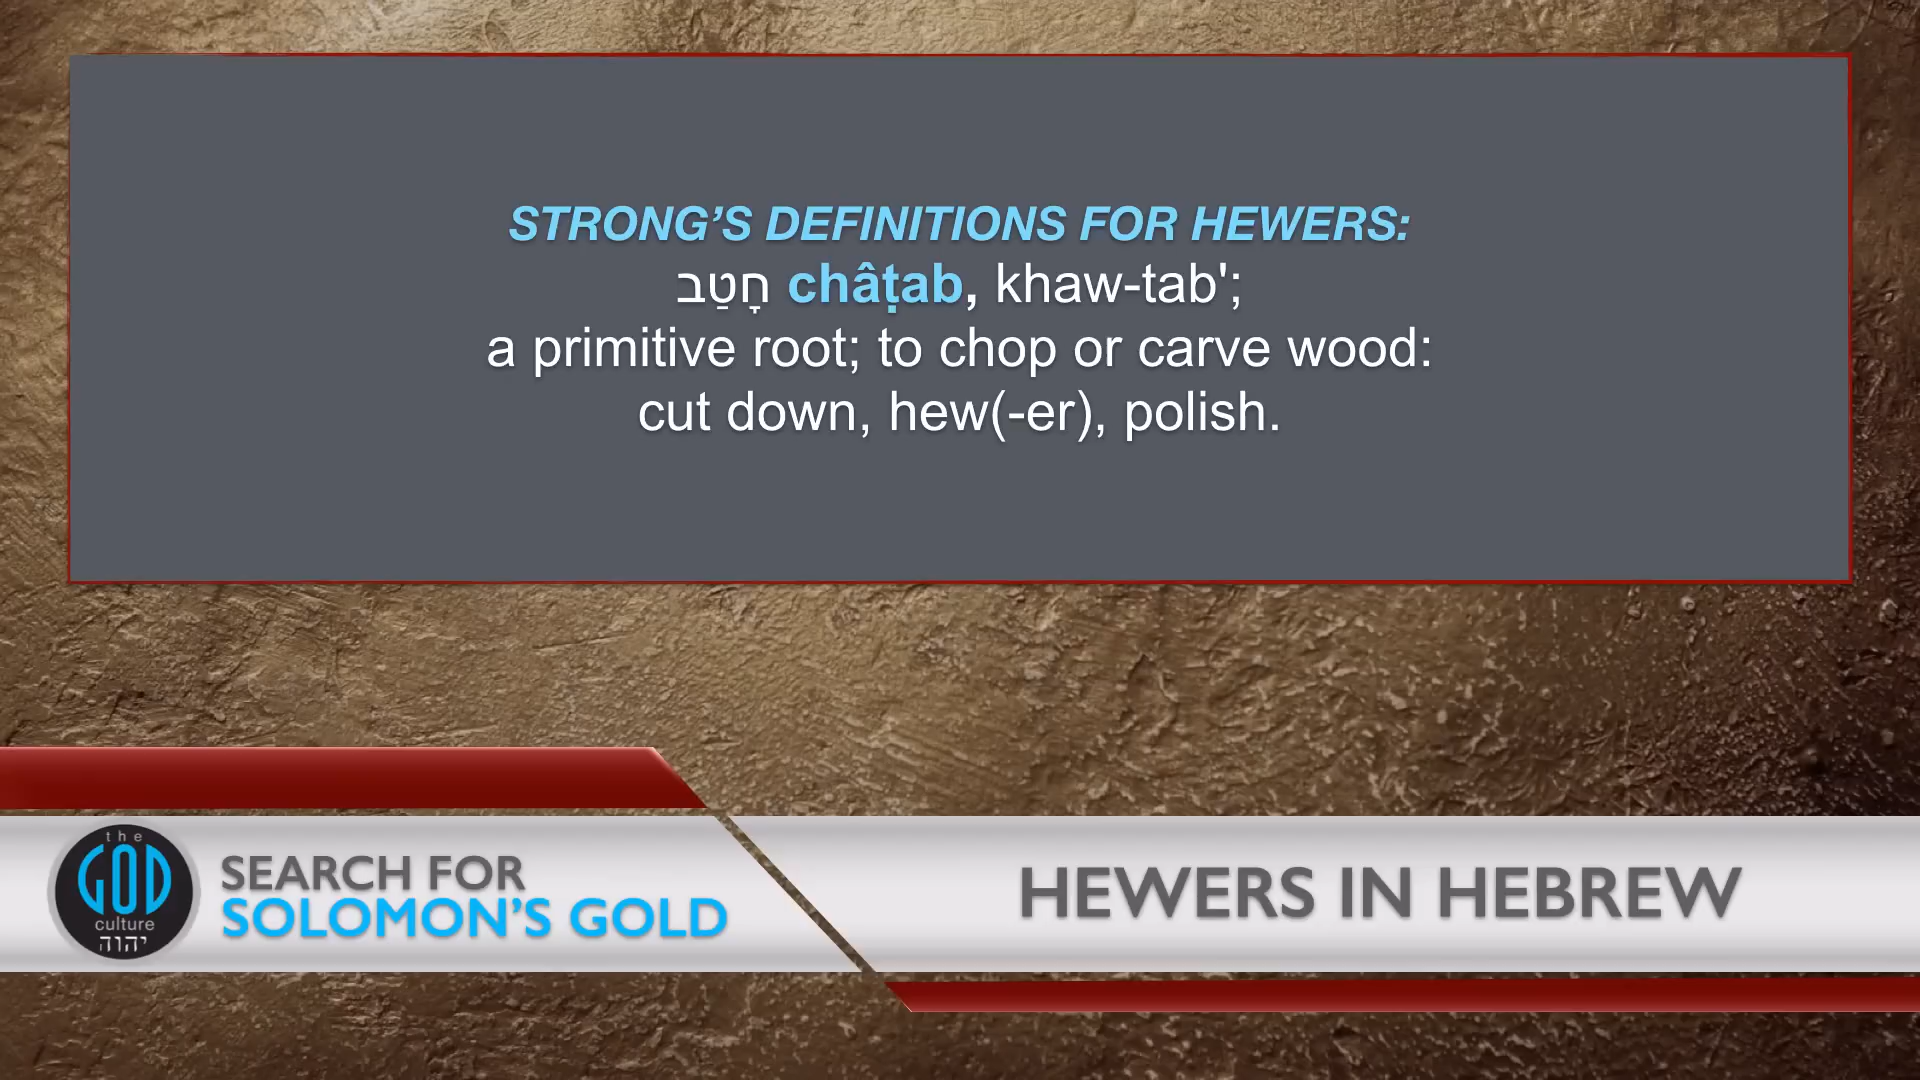 STRONG’S DEFINITIONS FOR HEWERS:
חָטַב châṭab, khaw-tab';
a primitive root; to chop or carve wood:
cut down, hew(-er), polish.
the
GOD
culture
יהוה
SEARCH FOR
SOLOMON’S GOLD
HEWERS IN HEBREW